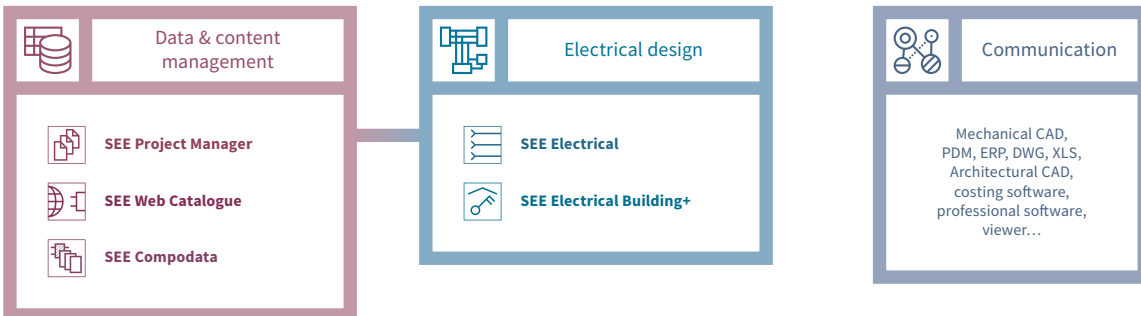 Data & content
management
SEE Project Manager
SEE Web Catalogue
SEE Compodata
Electrical design
SEE Electrical
SEE Electrical Building+
Communication
Mechanical CAD,
PDM, ERP, DWG, XLS,
Architectural CAD,
costing software,
professional software,
viewer...